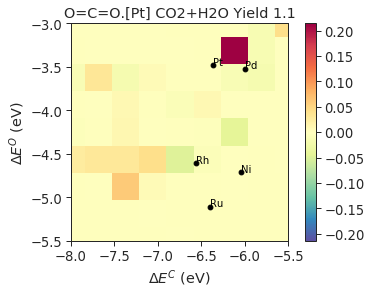 O=C=O.[Pt] CO2+H2O Yield 1.1
ΔE^O (eV)
−3.0
−3.5
−4.0
−4.5
−5.0
−5.5
Pt
Pd
Rh
Ni
Ru
−8.0 −7.5 −7.0 −6.5 −6.0 −5.5
ΔE^C (eV)
0.20
0.15
0.10
0.05
0.00
−0.05
−0.10
−0.15
−0.20